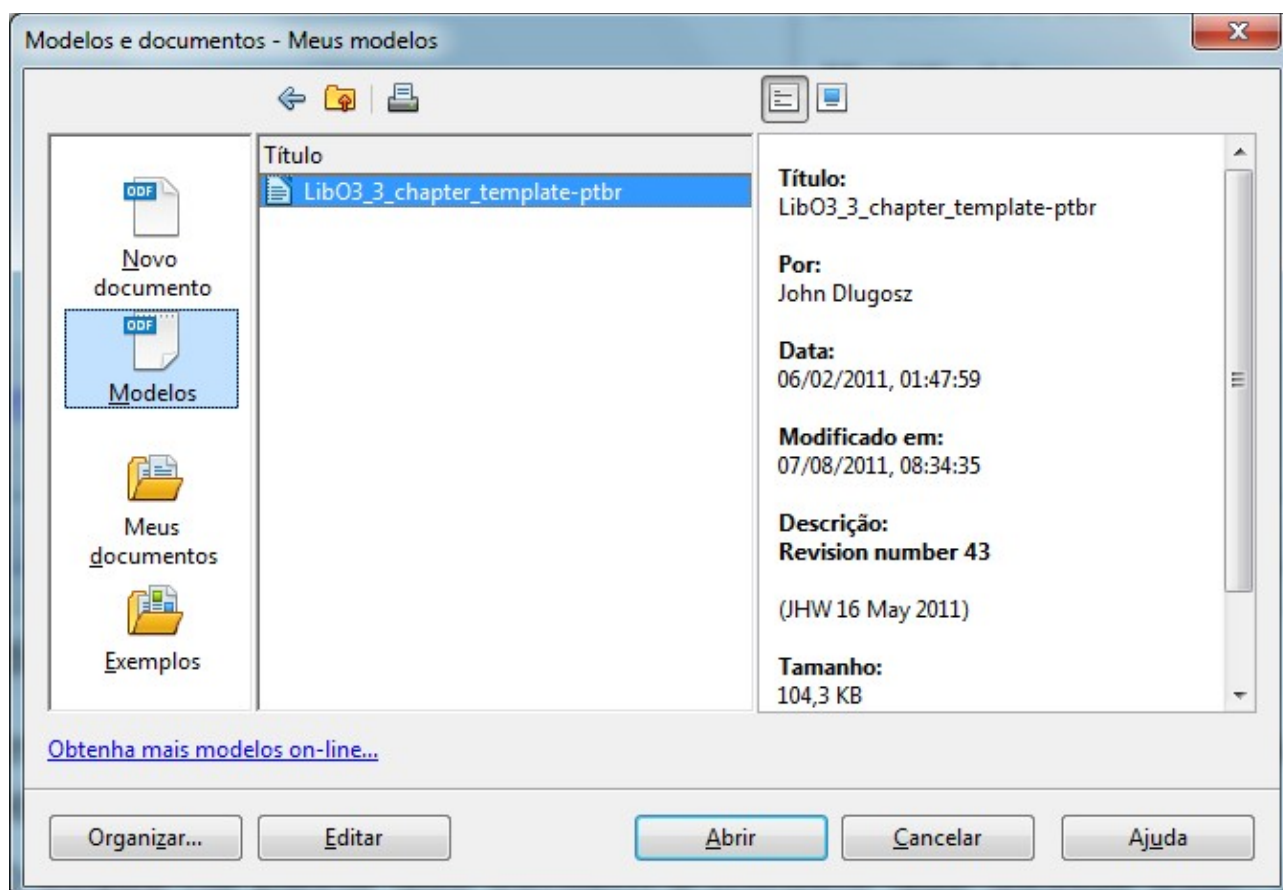 Modelos e documentos - Meus modelos
ODF
Novo
documento
ODF
Modelos
Meus
documentos
Exemplos
Título
LibO3_3_chapter_template-ptbr
Título:
LibO3_3_chapter_template-ptbr
Por:
John Dlugosz
Data:
06/02/2011, 01:47:59
Modificado em:
07/08/2011, 08:34:35
Descrição:
Revision number 43
(JHW 16 May 2011)
Tamanho:
104,3 KB
Obtenha mais modelos on-line...
Organizar...
Editar
Abrir
Cancelar
Ajuda